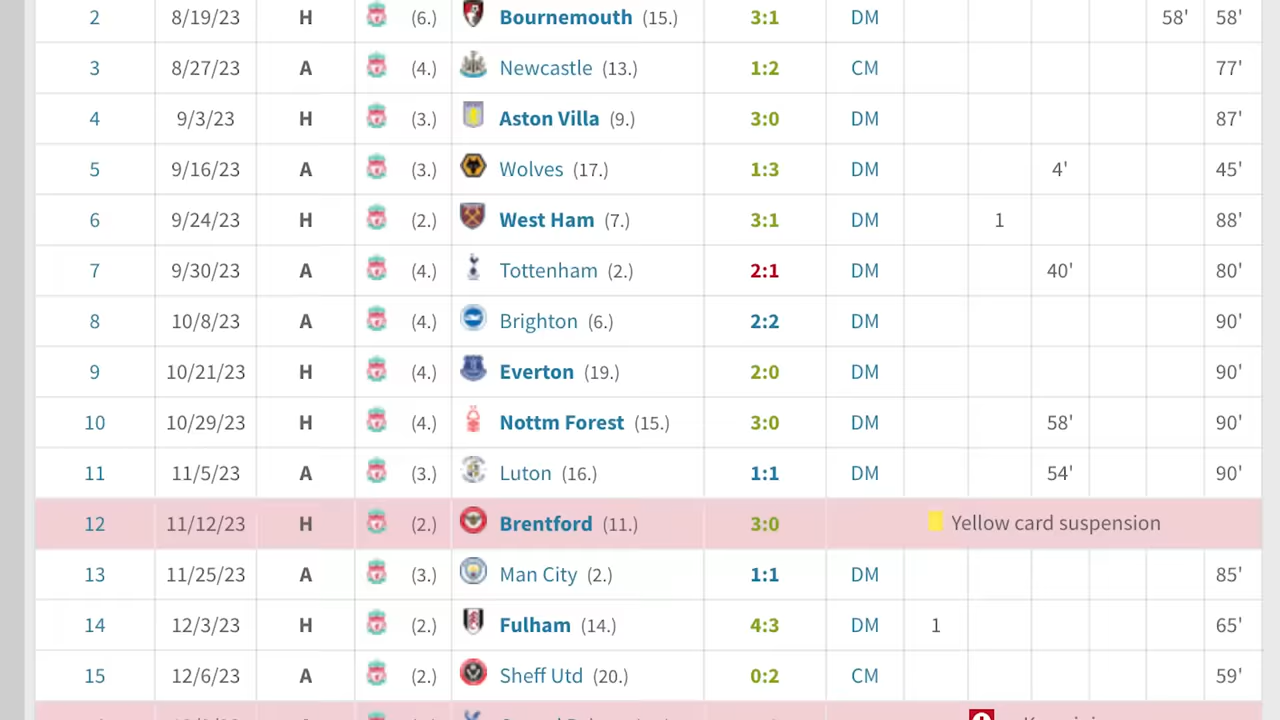 2 8/19/23 H (6.) Bournemouth (15.) 3:1 DM 58' 58'
3 8/27/23 A (4.) Newcastle (13.) 1:2 CM 77'
4 9/3/23 H (3.) Aston Villa (9.) 3:0 DM 87'
5 9/16/23 A (3.) Wolves (17.) 1:3 DM 4' 45'
6 9/24/23 H (2.) West Ham (7.) 3:1 DM 1 88'
7 9/30/23 A (4.) Tottenham (2.) 2:1 DM 40' 80'
8 10/8/23 A (4.) Brighton (6.) 2:2 DM 90'
9 10/21/23 H (4.) Everton (19.) 2:0 DM 90'
10 10/29/23 H (4.) Nottm Forest (15.) 3:0 DM 58' 90'
11 11/5/23 A (3.) Luton (16.) 1:1 DM 54' 90'
12 11/12/23 H (2.) Brentford (11.) 3:0 Yellow card suspension
13 11/25/23 A (3.) Man City (2.) 1:1 DM 85'
14 12/3/23 H (2.) Fulham (14.) 4:3 DM 1 65'
15 12/6/23 A (2.) Sheff Utd (20.) 0:2 CM 59'